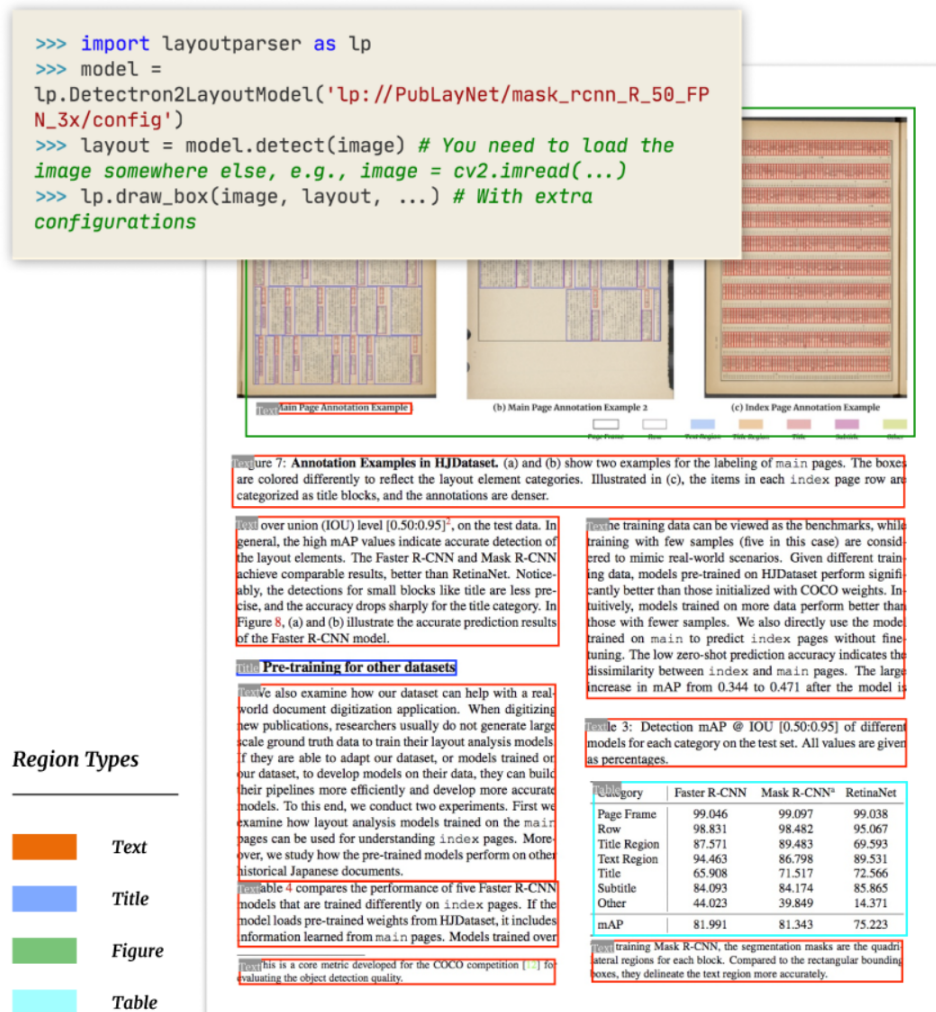 >>> import layoutparser as lp
>>> model =
lp.Detectron2LayoutModel('lp://PubLayNet/mask_rcnn_R_50_FP
N_3x/config')
>>> layout = model.detect(image) # You need to load the
image somewhere else, e.g., image = cv2.imread(...)
>>> lp.draw_box(image, layout, ...) # With extra
configurations
Text ain Page Annotation Example
(b) Main Page Annotation Example 2
(c) Index Page Annotation Example
Page Frame Row Text Region Title Region Title Subtitle Other
Text ure 7: Annotation Examples in HJDataset. (a) and (b) show two examples for the labeling of main pages. The boxes
are colored differently to reflect the layout element categories. Illustrated in (c), the items in each index page row are
categorized as title blocks, and the annotations are denser.
Text over union (IOU) level [0.50:0.95]², on the test data. In
general, the high mAP values indicate accurate detection of
the layout elements. The Faster R-CNN and Mask R-CNN
achieve comparable results, better than RetinaNet. Notice-
ably, the detections for small blocks like title are less pre-
cise, and the accuracy drops sharply for the title category. In
Figure 8, (a) and (b) illustrate the accurate prediction results
of the Faster R-CNN model.
Title Pre-training for other datasets
Text e also examine how our dataset can help with a real-
world document digitization application. When digitizing
new publications, researchers usually do not generate large
scale ground truth data to train their layout analysis models.
If they are able to adapt our dataset, or models trained on
our dataset, to develop models on their data, they can build
their pipelines more efficiently and develop more accurate
models. To this end, we conduct two experiments. First we
examine how layout analysis models trained on the main
pages can be used for understanding index pages. More-
over, we study how the pre-trained models perform on other
historical Japanese documents.
Text able 4 compares the performance of five Faster R-CNN
models that are trained differently on index pages. If the
model loads pre-trained weights from HJDataset, it includes
information learned from main pages. Models trained over
Text his is a core metric developed for the COCO competition [12] for
evaluating the object detection quality.
Text he training data can be viewed as the benchmarks, while
training with few samples (five in this case) are consid-
ered to mimic real-world scenarios. Given different train-
ing data, models pre-trained on HJDataset perform signifi-
cantly better than those initialized with COCO weights. In-
tuitively, models trained on more data perform better than
those with fewer samples. We also directly use the model
trained on main to predict index pages without fine-
tuning. The low zero-shot prediction accuracy indicates the
dissimilarity between index and main pages. The large
increase in mAP from 0.344 to 0.471 after the model is
Text le 3: Detection mAP @ IOU [0.50:0.95] of different
models for each category on the test set. All values are given
as percentages.
Table
Category Faster R-CNN Mask R-CNNᵃ RetinaNet
Page Frame 99.046 99.097 99.038
Row 98.831 98.482 95.067
Title Region 87.571 89.483 69.593
Text Region 94.463 86.798 89.531
Title 65.908 71.517 72.566
Subtitle 84.093 84.174 85.865
Other 44.023 39.849 14.371
mAP 81.991 81.343 75.223
Text training Mask R-CNN, the segmentation masks are the quadri-
lateral regions for each block. Compared to the rectangular bounding
boxes, they delineate the text region more accurately.
Region Types
Text
Title
Figure
Table